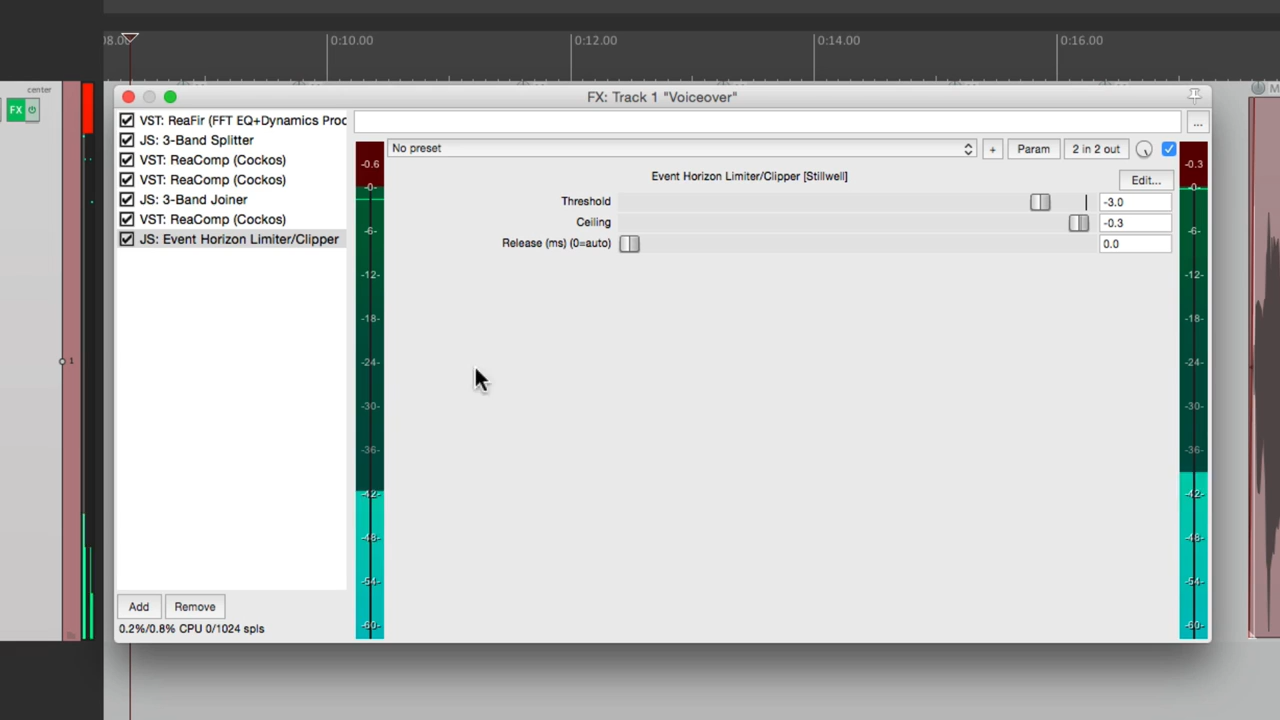 8.00
0:10.00
0:12.00
0:14.00
0:16.00
center
FX
FX: Track 1 "Voiceover"
M
VST: ReaFir (FFT EQ+Dynamics Proc
JS: 3-Band Splitter
VST: ReaComp (Cockos)
VST: ReaComp (Cockos)
JS: 3-Band Joiner
VST: ReaComp (Cockos)
JS: Event Horizon Limiter/Clipper
...
No preset
+
Param
2 in 2 out
Event Horizon Limiter/Clipper [Stillwell]
Edit...
Threshold
-3.0
Ceiling
-0.3
Release (ms) (0=auto)
0.0
-0.6
-0-
-6-
-12-
-18-
-24-
-30-
-36-
-42-
-48-
-54-
-60-
-0.3
-0-
-6-
-12-
-18-
-24-
-30-
-36-
-42-
-48-
-54-
-60-
1
Add
Remove
0.2%/0.8% CPU 0/1024 spls